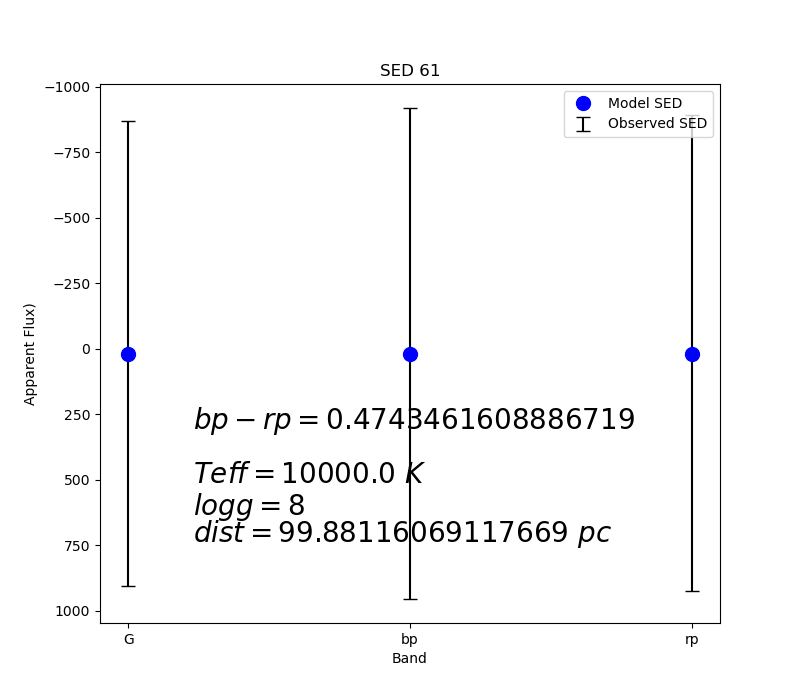 SED 61
−1000
−750
−500
−250
0
250
500
750
1000
Apparent Flux)
Model SED
Observed SED
bp − rp = 0.4743461608886719
Teff = 10000.0 K
logg = 8
dist = 99.88116069117669 pc
G bp rp
Band